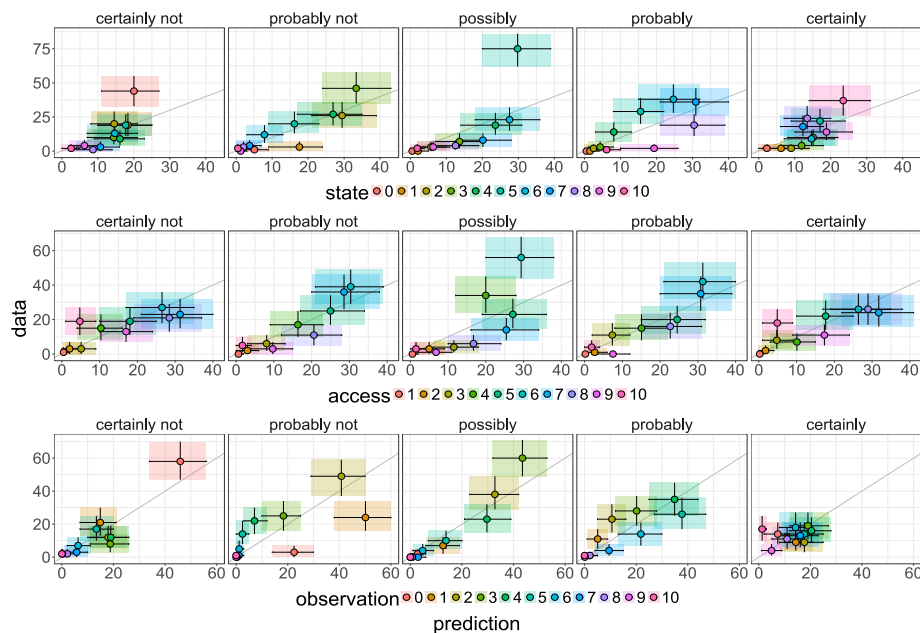 certainly not probably not possibly probably certainly
75
50
25
0
0 10 20 30 40 0 10 20 30 40 0 10 20 30 40 0 10 20 30 40 0 10 20 30 40
state 0 1 2 3 4 5 6 7 8 9 10
certainly not probably not possibly probably certainly
60
40
20
0
0 10 20 30 40 0 10 20 30 40 0 10 20 30 40 0 10 20 30 40 0 10 20 30 40
access 1 2 3 4 5 6 7 8 9 10
data
certainly not probably not possibly probably certainly
60
40
20
0
0 20 40 60 0 20 40 60 0 20 40 60 0 20 40 60 0 20 40 60
observation 0 1 2 3 4 5 6 7 8 9 10
prediction